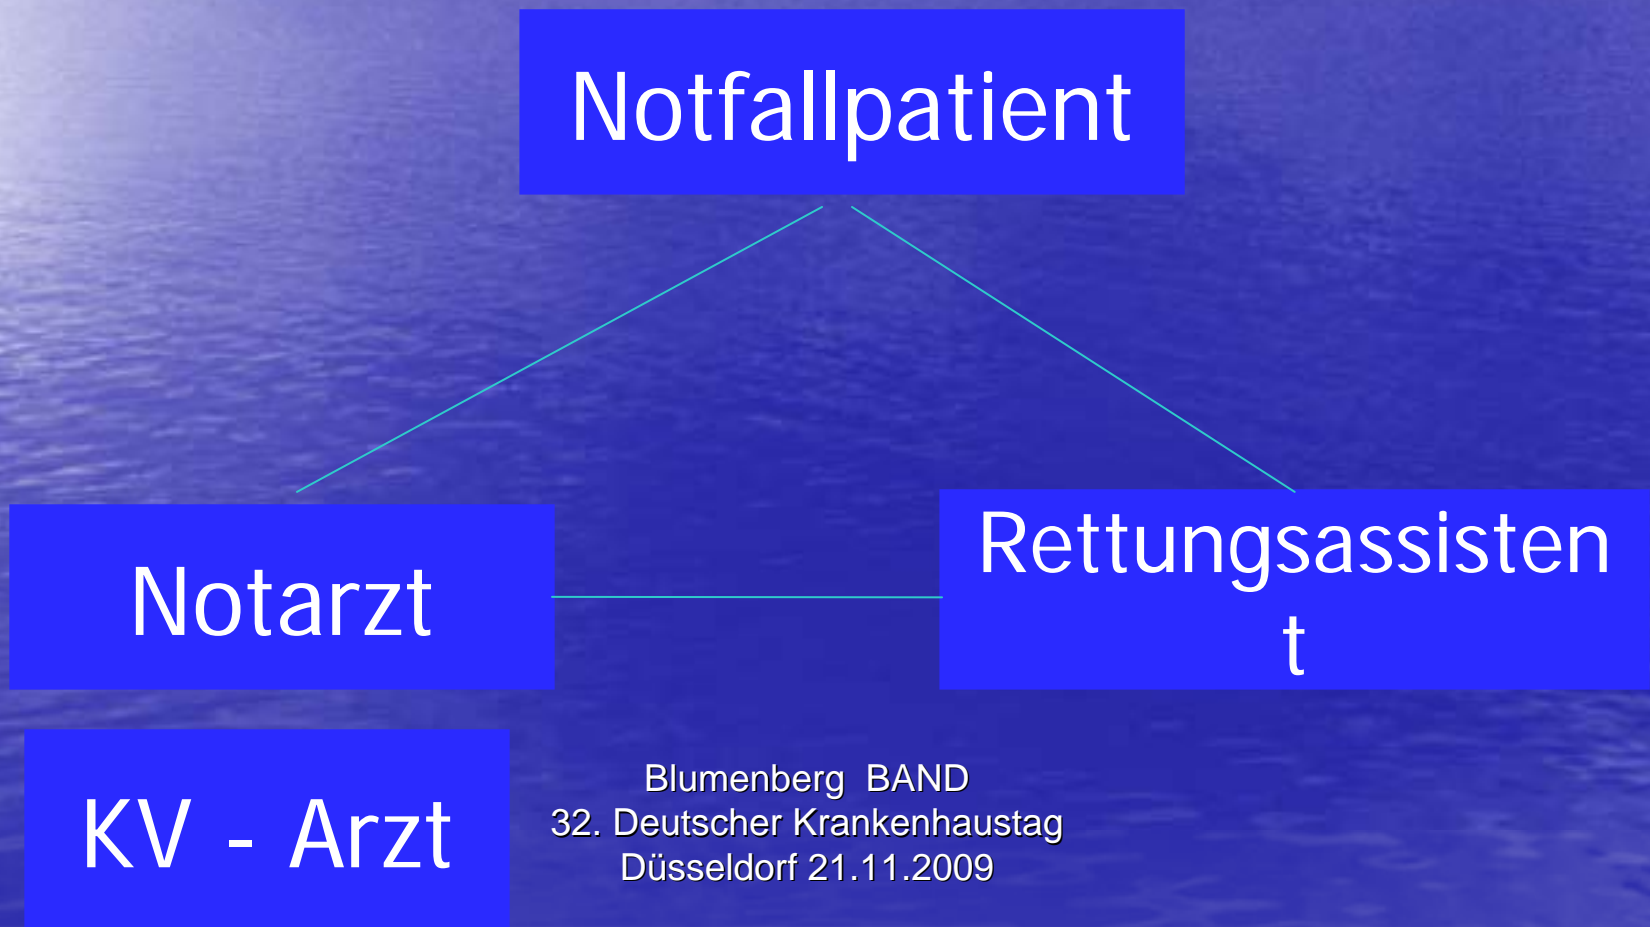 Notfallpatient
Notarzt
Rettungsassisten
t
KV - Arzt
Blumenberg  BAND
32. Deutscher Krankenhaustag
Düsseldorf 21.11.2009